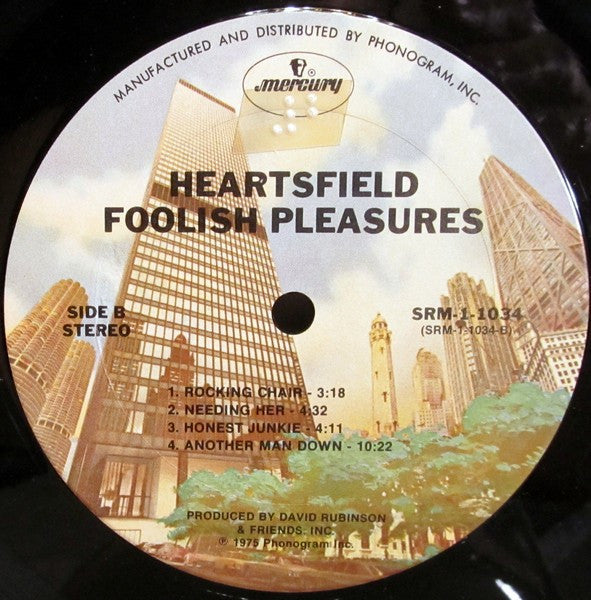 MANUFACTURED AND DISTRIBUTED BY PHONOGRAM, INC.
®
mercury
HEARTSFIELD
FOOLISH PLEASURES
SIDE B
STEREO
SRM-1-1034
(SRM-1-1034-B)
1. ROCKING CHAIR - 3:18
2. NEEDING HER - 4:32
3. HONEST JUNKIE - 4:11
4. ANOTHER MAN DOWN - 10:22
PRODUCED BY DAVID RUBINSON
& FRIENDS, INC.
℗ 1975 Phonogram Inc.